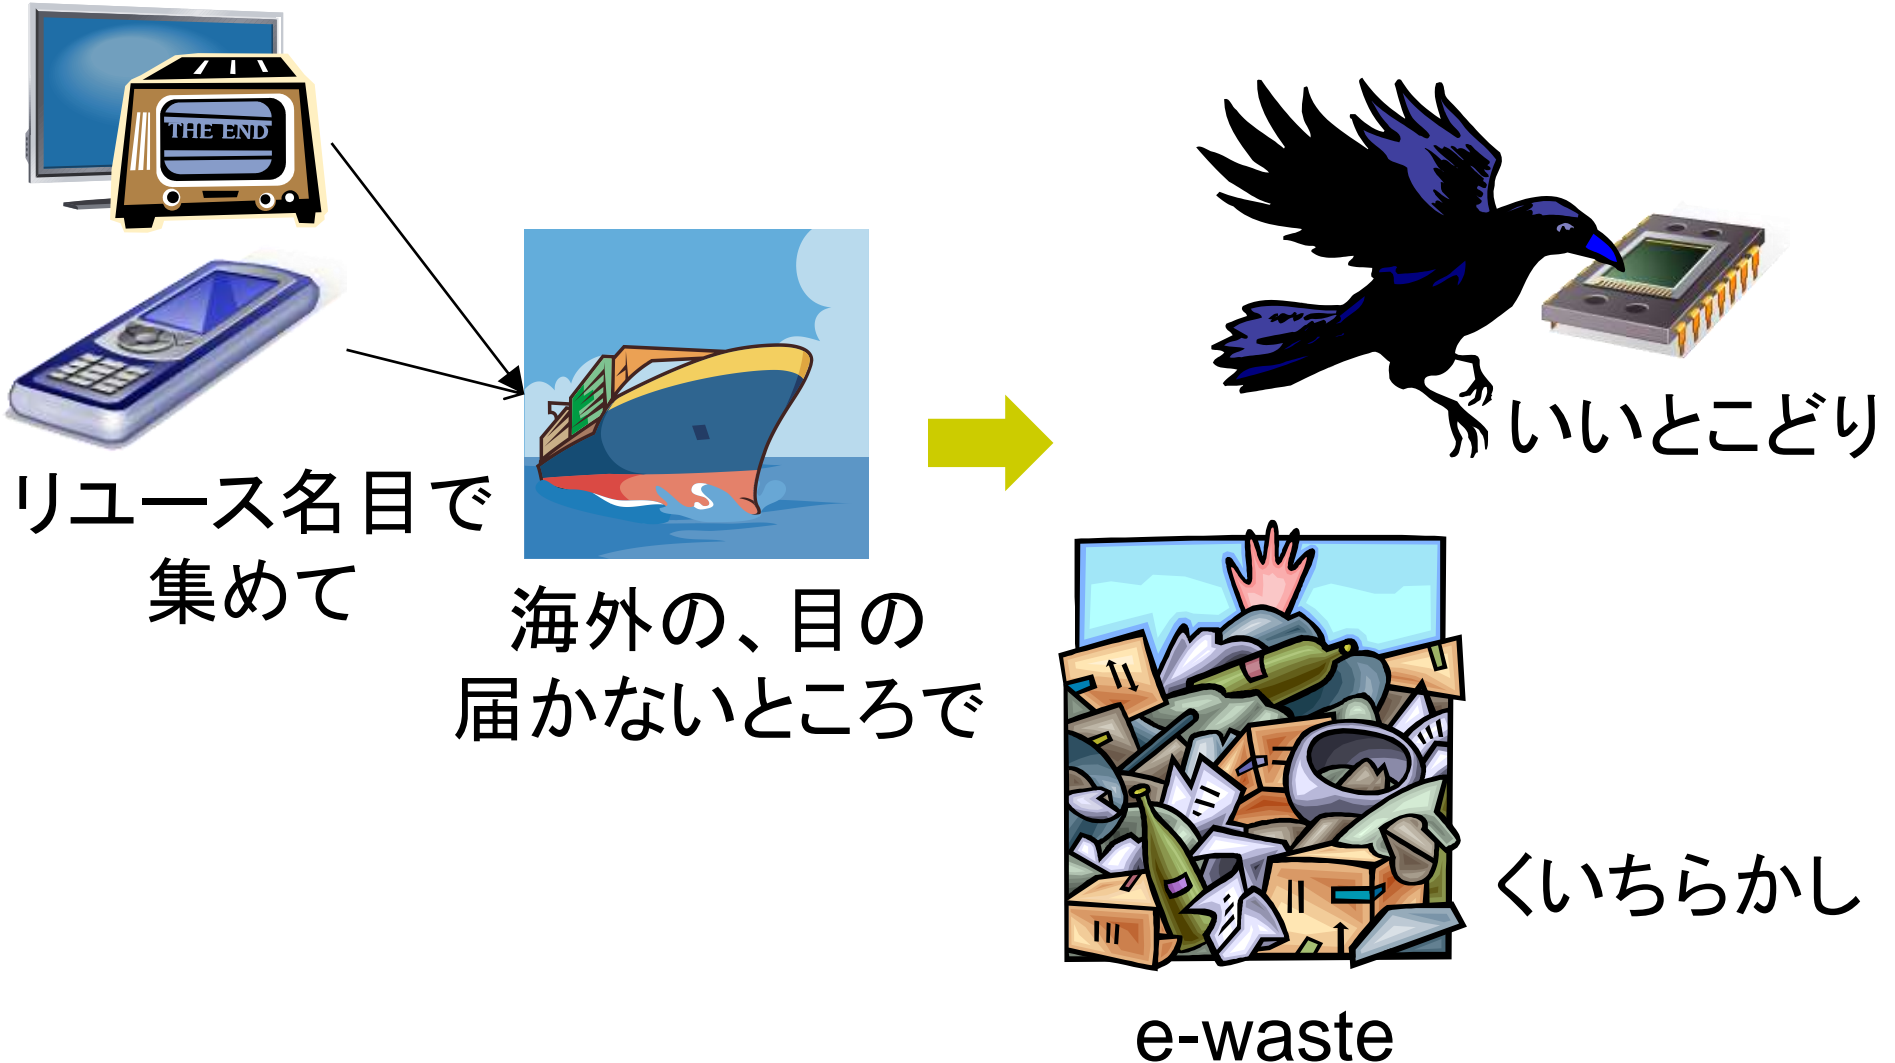 THE END
リユース名目で
集めて
海外の、目の
届かないところで
いいとこどり
くいちらかし
e-waste